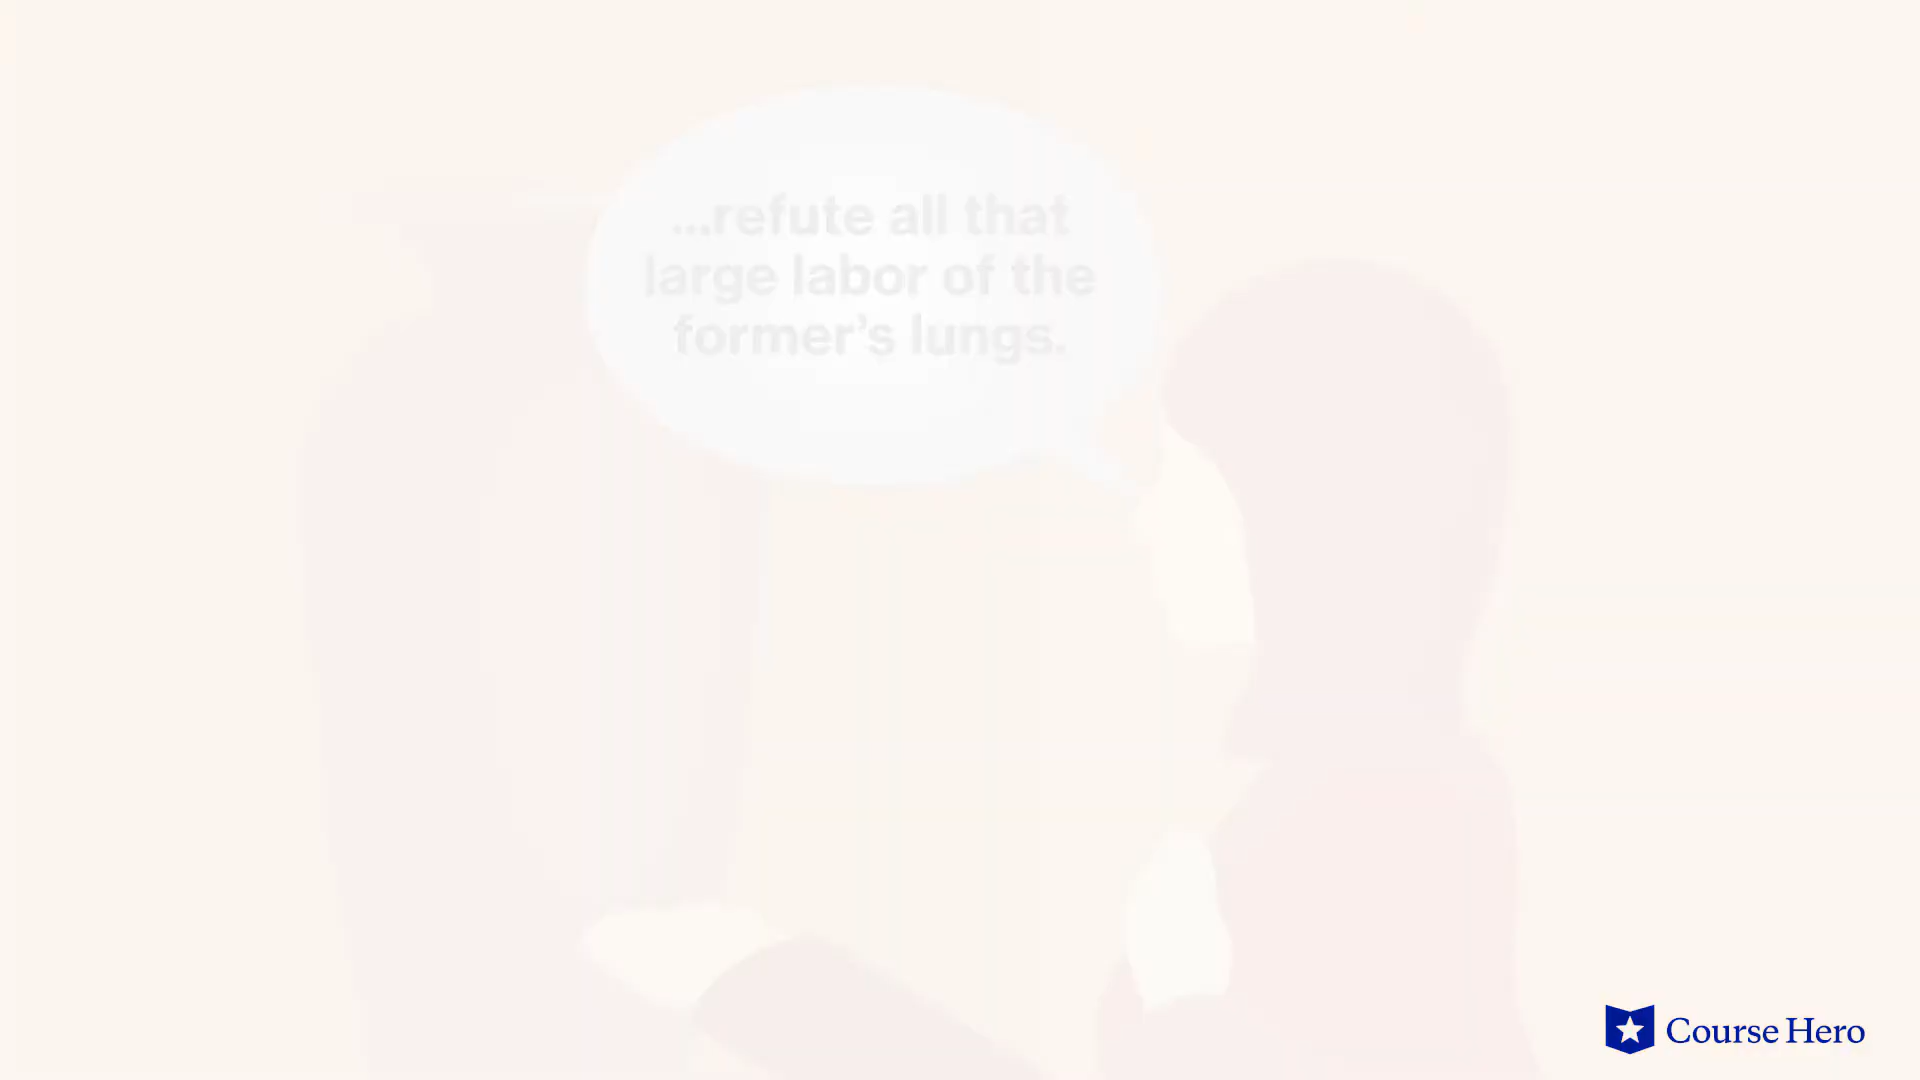 ...refute all that
large labor of the
former’s lungs.
Course Hero